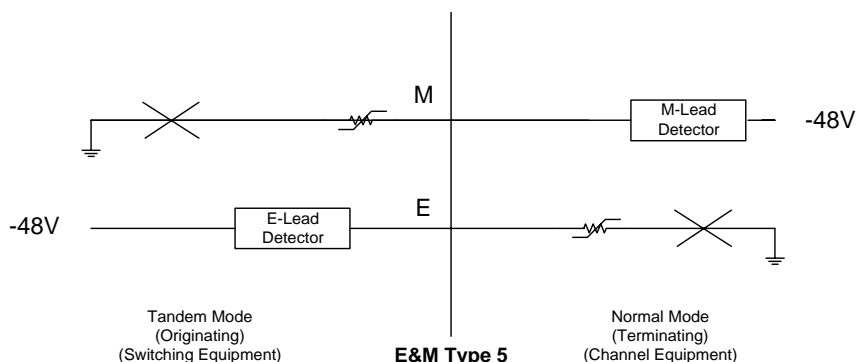 M
M-Lead
Detector
-48V
-48V
E-Lead
Detector
E
Tandem Mode
(Originating)
(Switching Equipment)
E&M Type 5
Normal Mode
(Terminating)
(Channel Equipment)